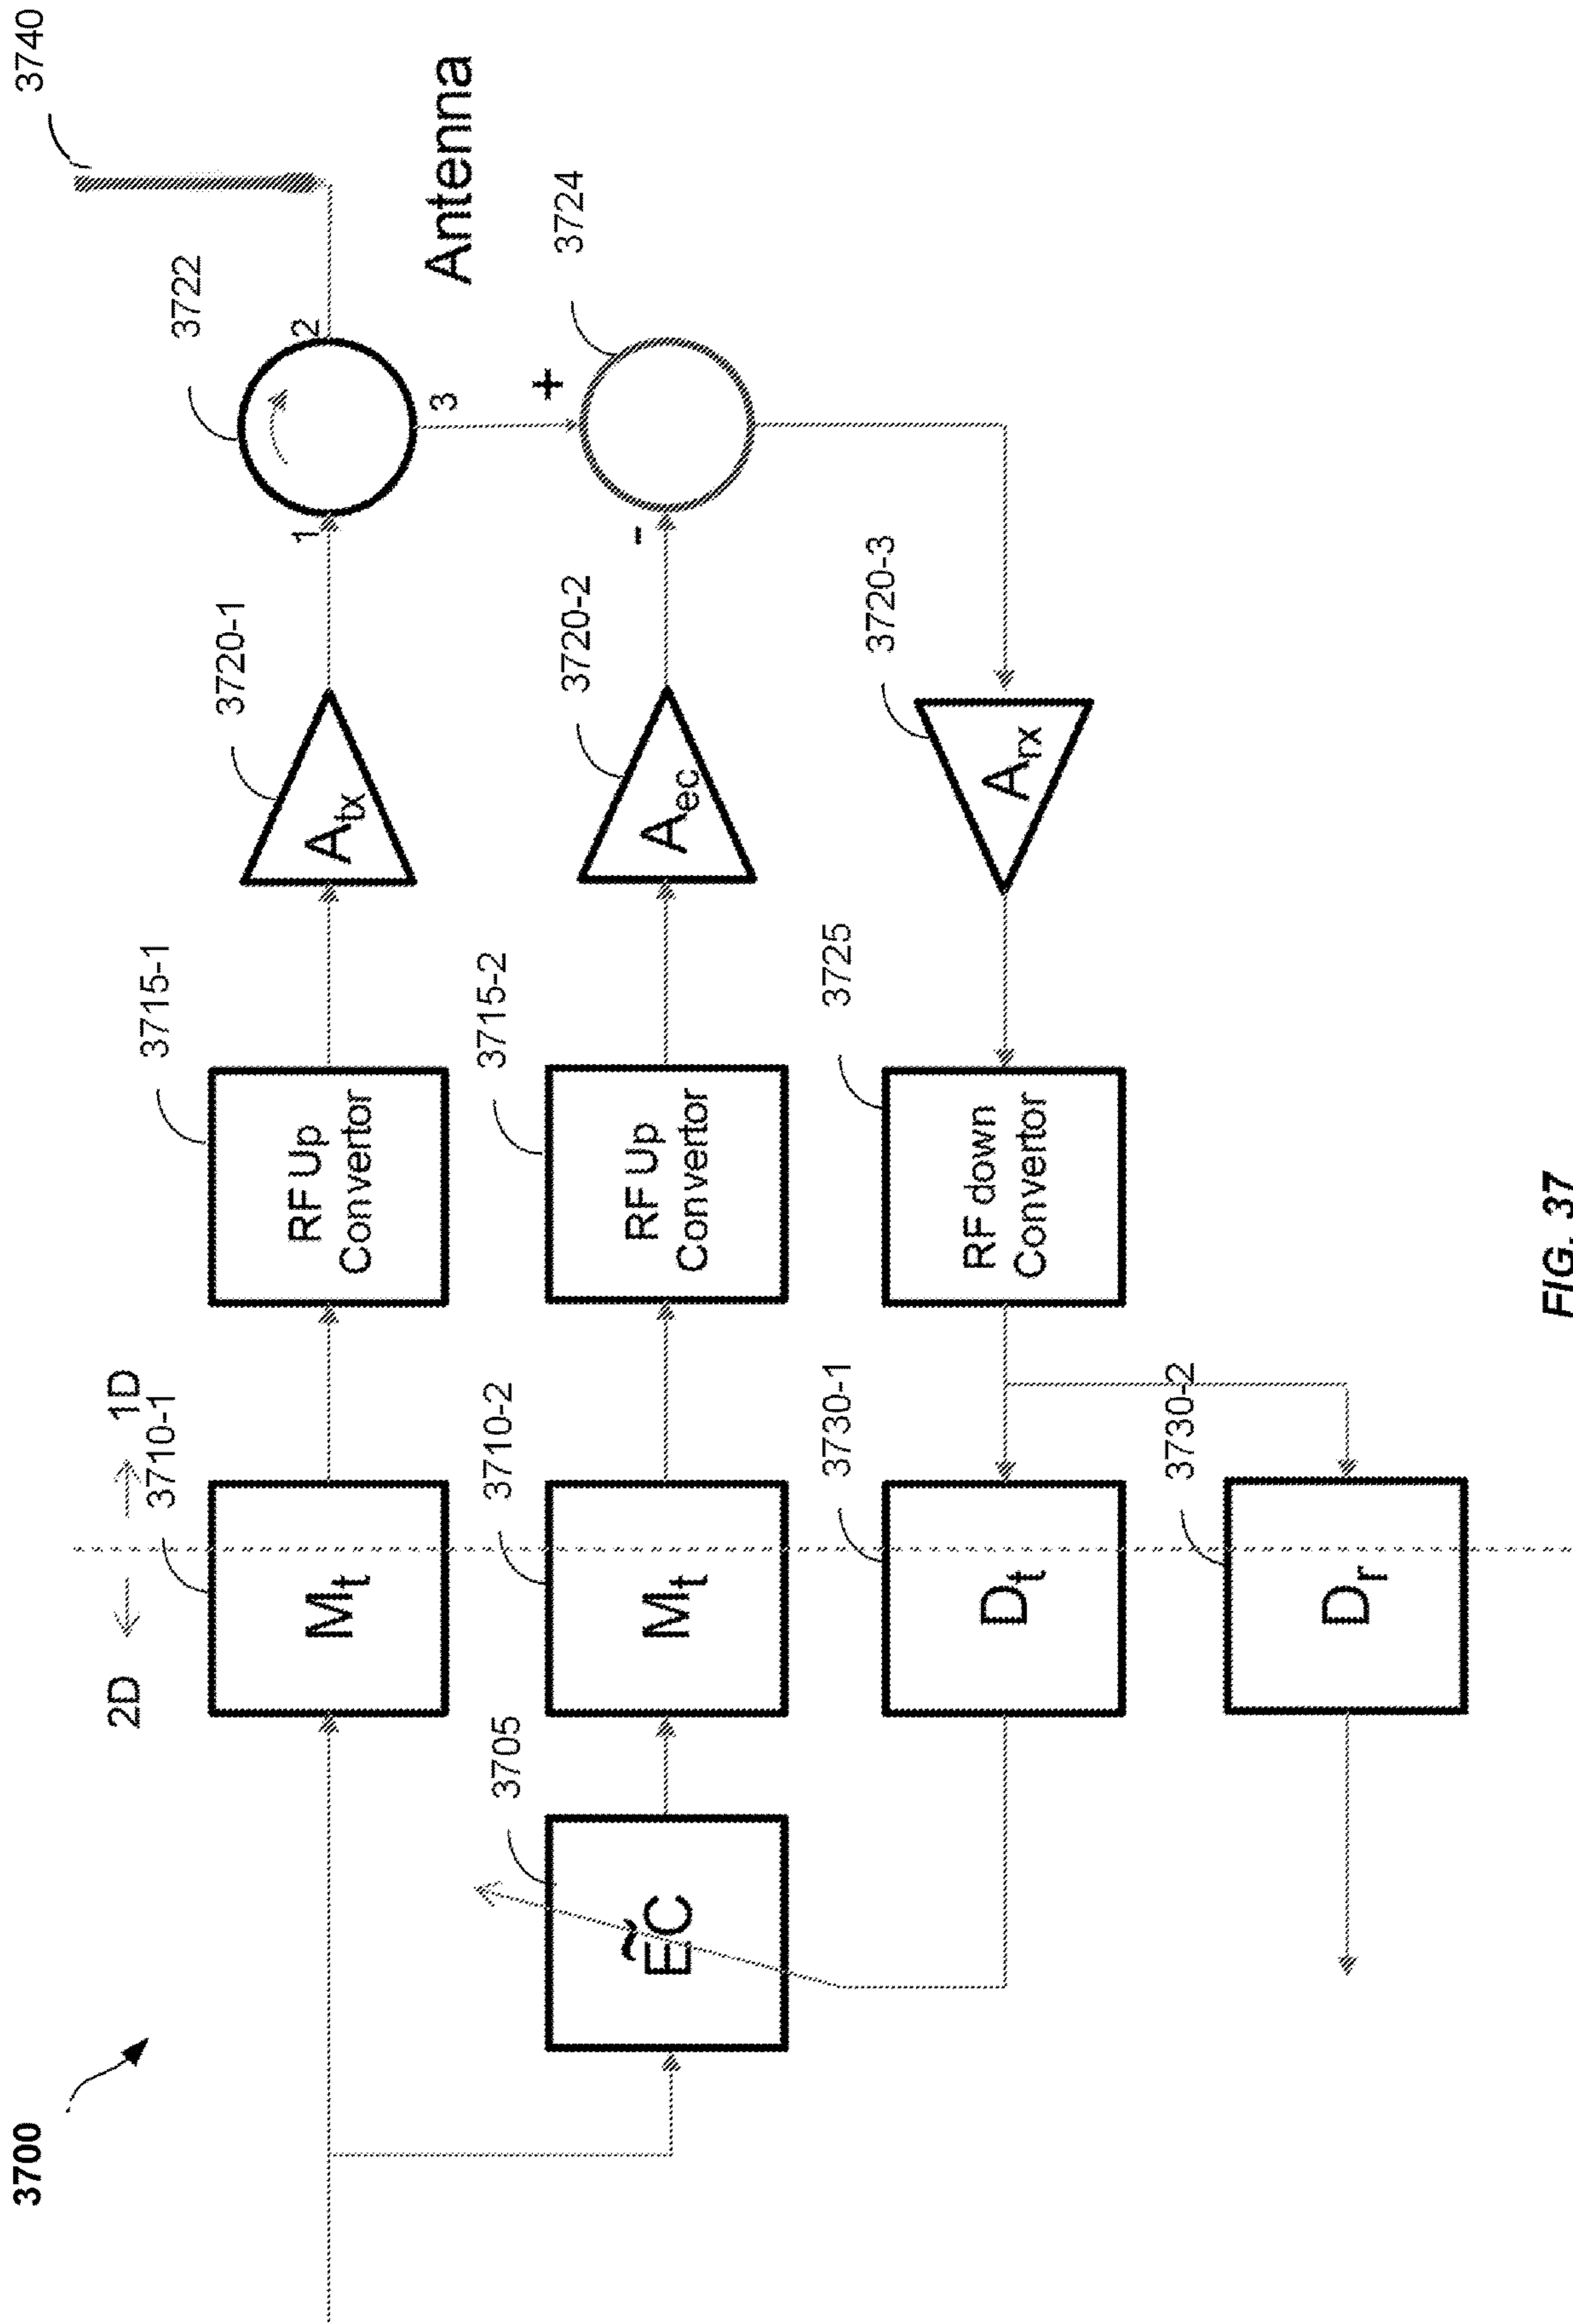 3700
2D
1D
3710-1
Mt
3715-1
RF Up
Convertor
3720-1
Atx
3722
1
2
3
3740
Antenna
3705
ẼC
3710-2
Mt
3715-2
RF Up
Convertor
3720-2
Aec
-
+
3724
3730-1
Dt
3725
RF down
Convertor
3720-3
Arx
3730-2
Dr
FIG. 37